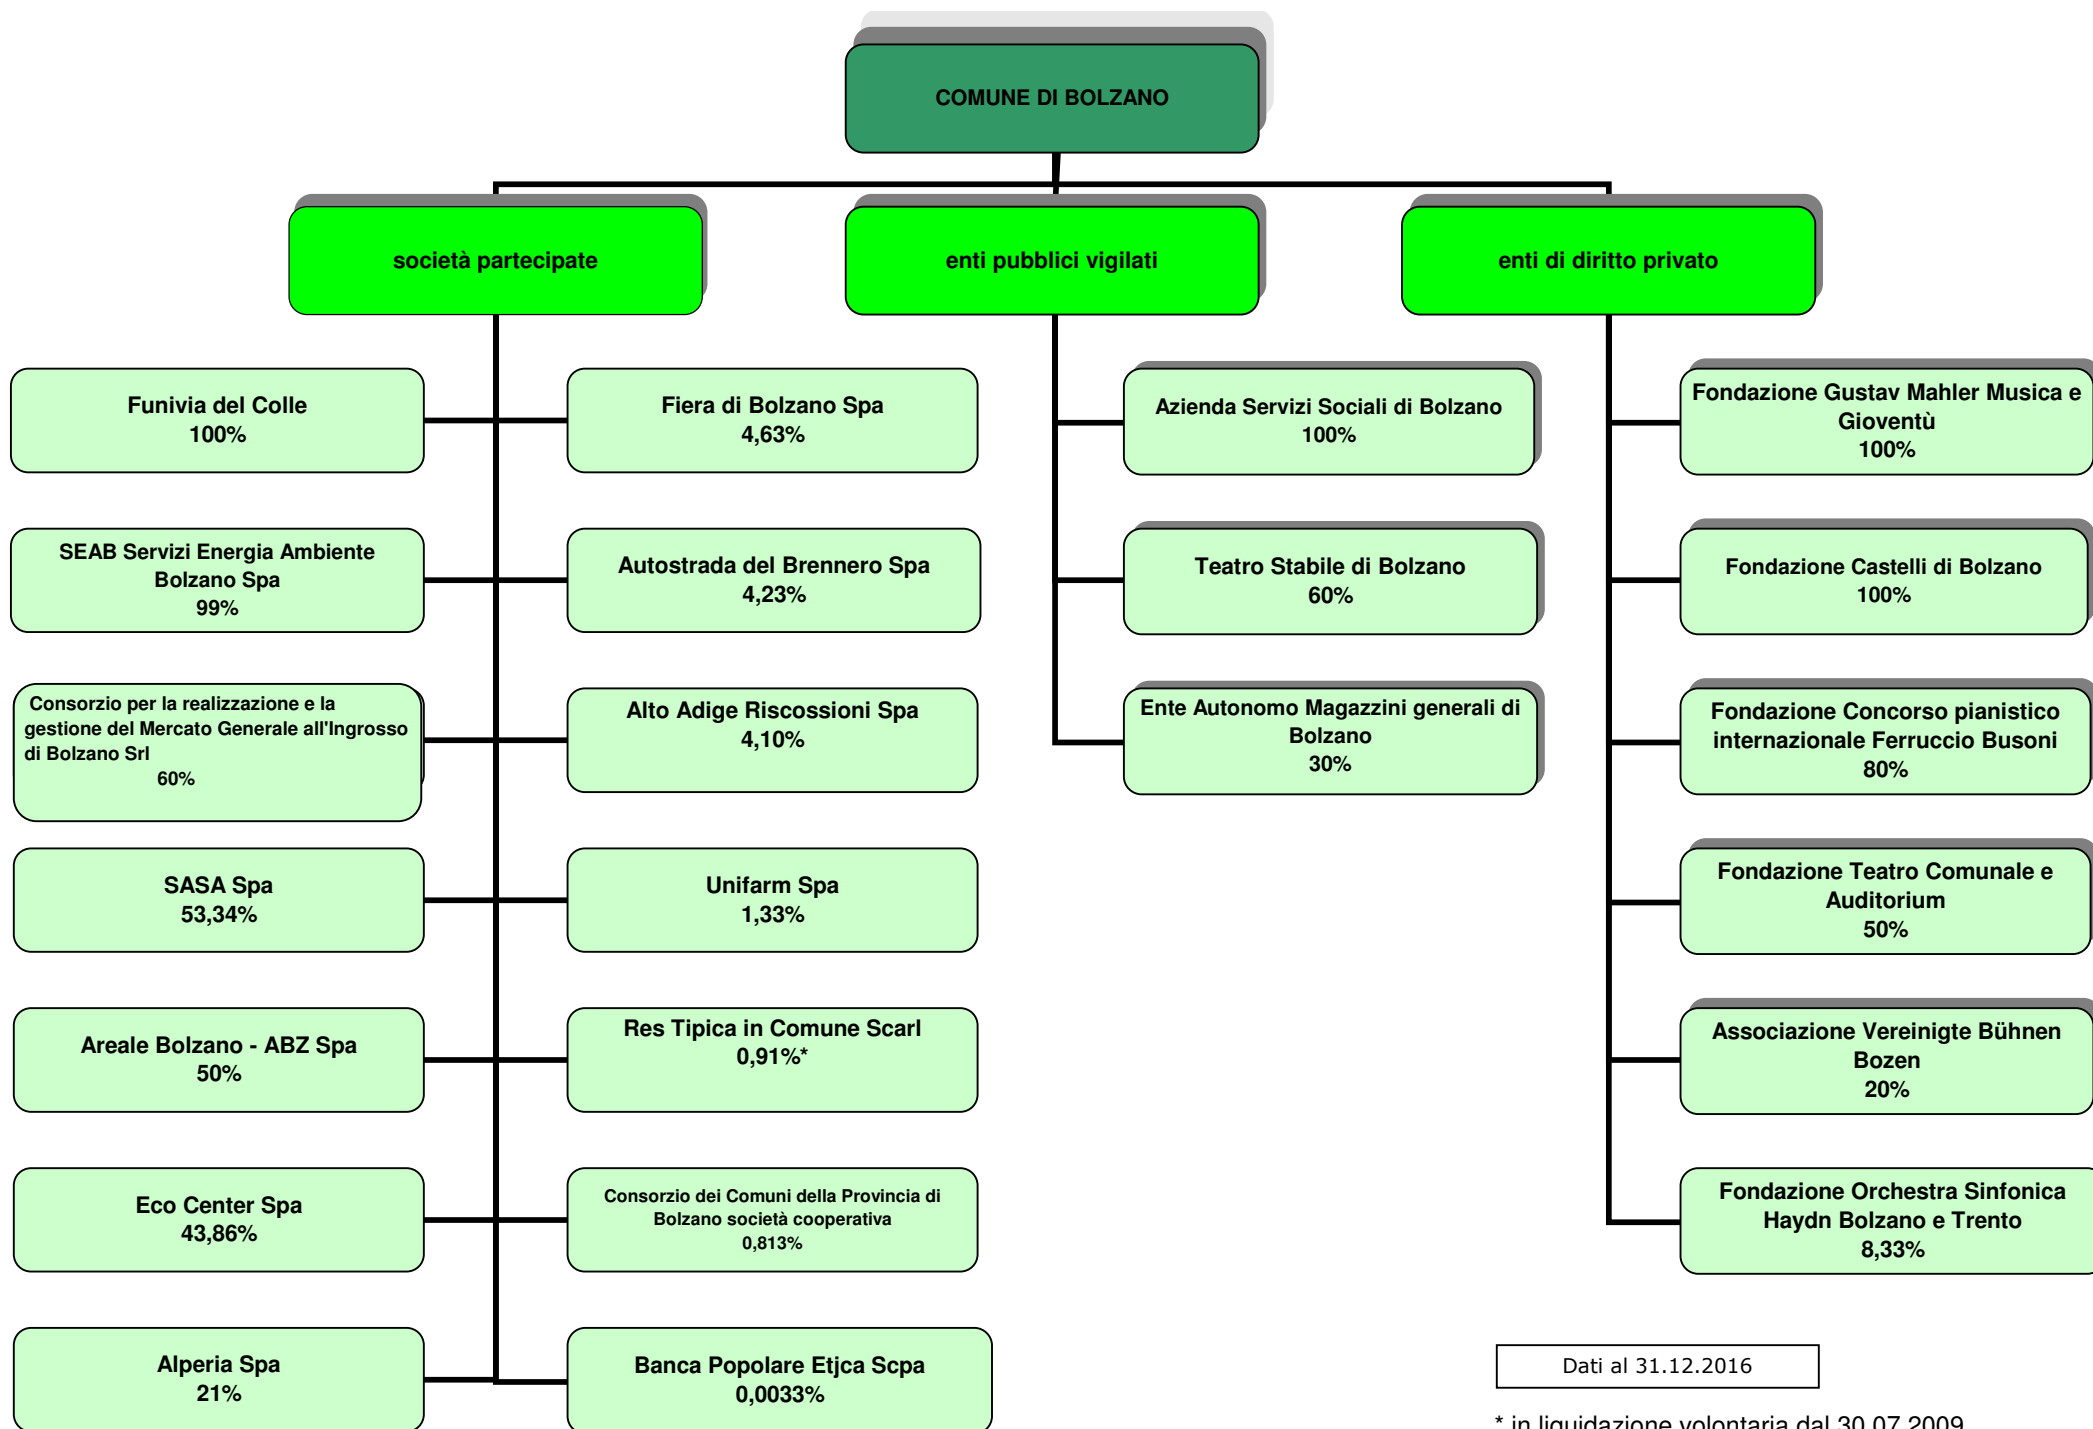 COMUNE DI BOLZANO
società partecipate
enti pubblici vigilati
enti di diritto privato
Funivia del Colle
100%
Fiera di Bolzano Spa
4,63%
Azienda Servizi Sociali di Bolzano
100%
Fondazione Gustav Mahler Musica e
Gioventù
100%
SEAB Servizi Energia Ambiente
Bolzano Spa
99%
Autostrada del Brennero Spa
4,23%
Teatro Stabile di Bolzano
60%
Fondazione Castelli di Bolzano
100%
Consorzio per la realizzazione e la
gestione del Mercato Generale all'Ingrosso
di Bolzano Srl
60%
Alto Adige Riscossioni Spa
4,10%
Ente Autonomo Magazzini generali di
Bolzano
30%
Fondazione Concorso pianistico
internazionale Ferruccio Busoni
80%
SASA Spa
53,34%
Unifarm Spa
1,33%
Fondazione Teatro Comunale e
Auditorium
50%
Areale Bolzano - ABZ Spa
50%
Res Tipica in Comune Scarl
0,91%*
Associazione Vereinigte Bühnen
Bozen
20%
Eco Center Spa
43,86%
Consorzio dei Comuni della Provincia di
Bolzano società cooperativa
0,813%
Fondazione Orchestra Sinfonica
Haydn Bolzano e Trento
8,33%
Alperia Spa
21%
Banca Popolare Etjca Scpa
0,0033%
Dati al 31.12.2016
* in liquidazione volontaria dal 30.07.2009